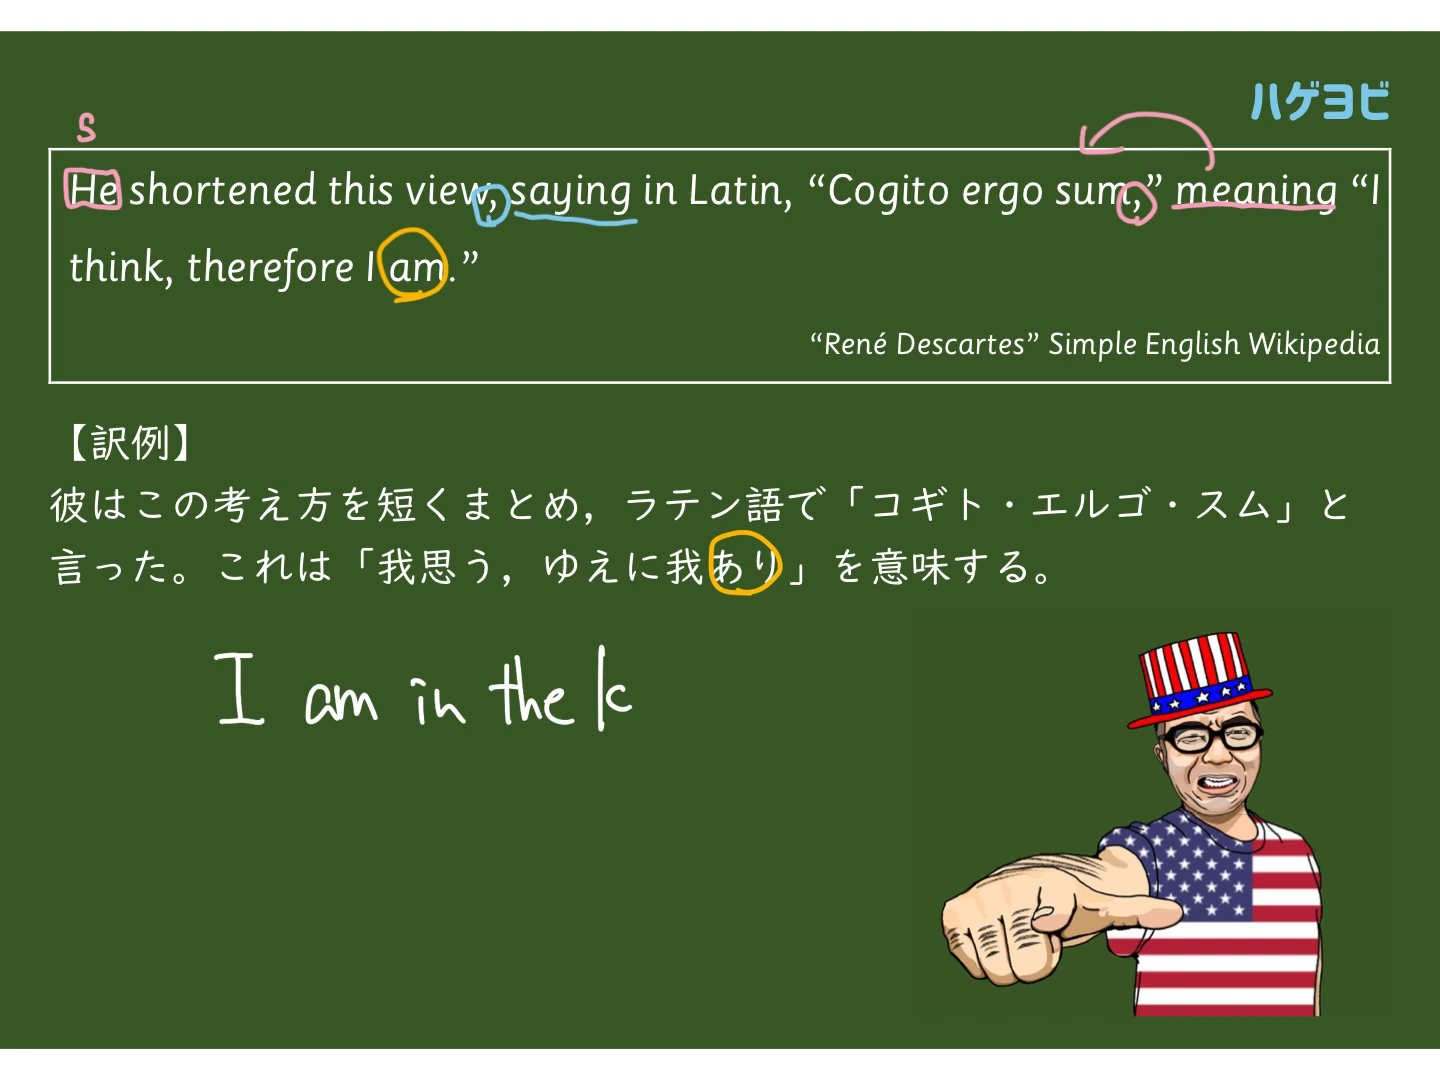 ハゲヨビ
S
He shortened this view, saying in Latin, “Cogito ergo sum,” meaning “I
think, therefore I am.”
“René Descartes” Simple English Wikipedia
【訳例】
彼はこの考え方を短くまとめ，ラテン語で「コギト・エルゴ・スム」と
言った。これは「我思う，ゆえに我あり」を意味する。
I am in the k